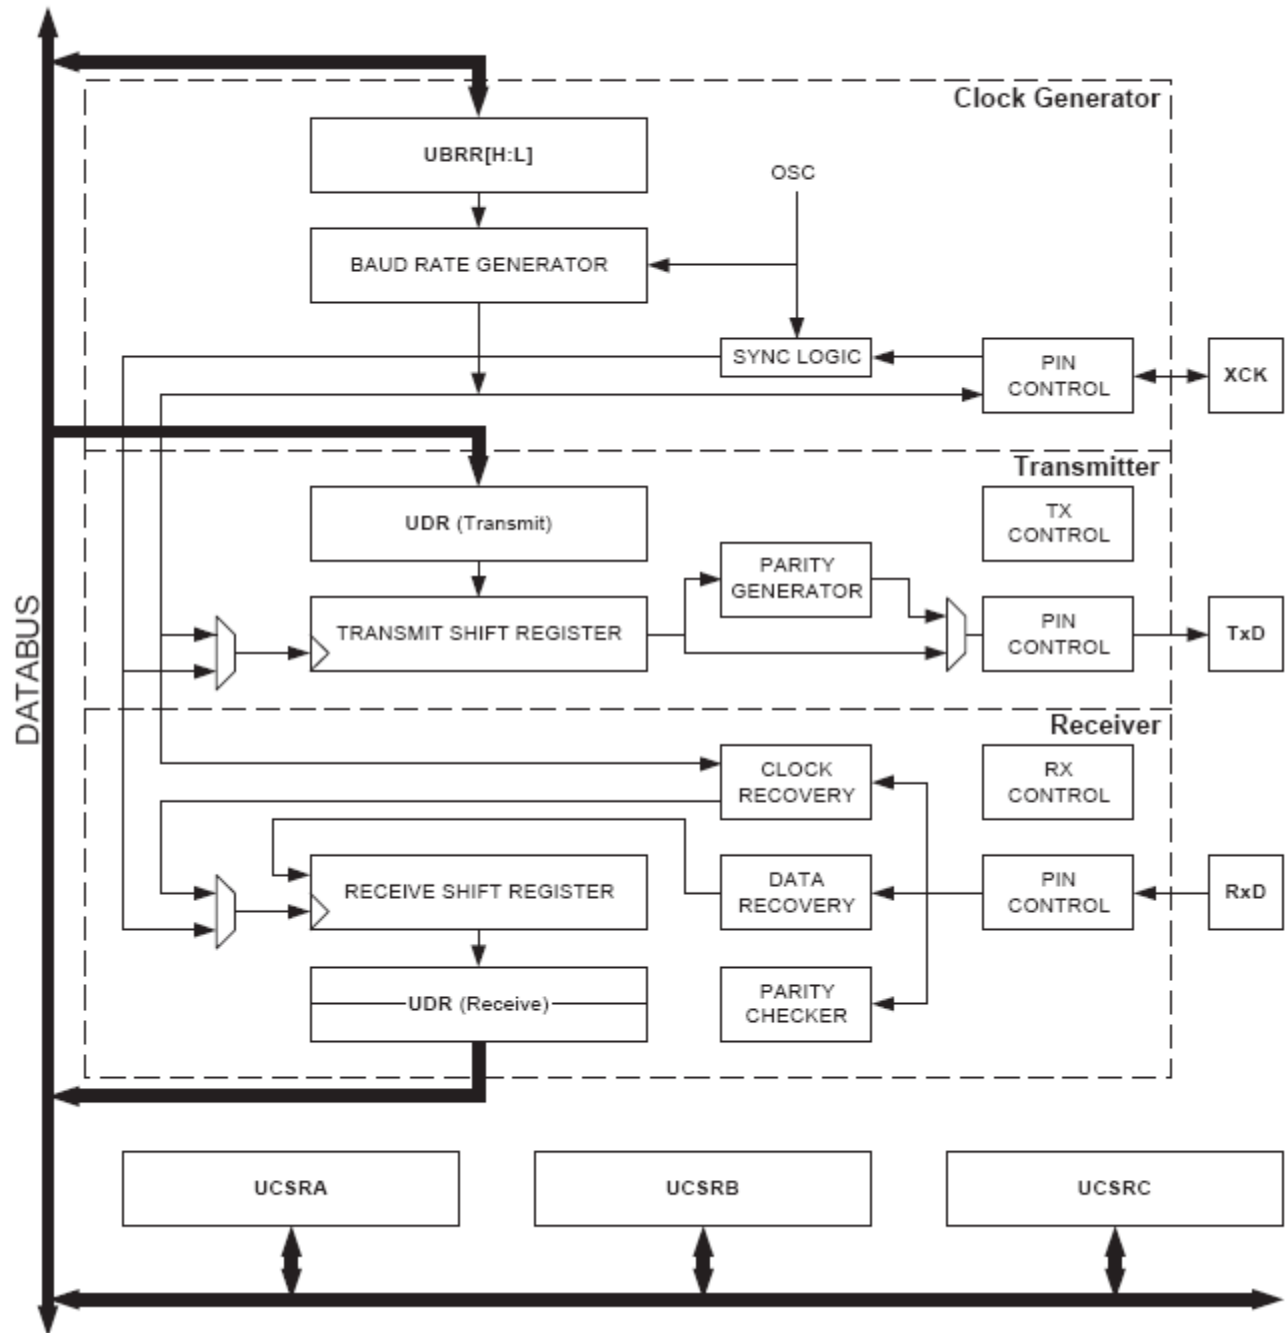 Clock Generator
UBRR[H:L]
OSC
BAUD RATE GENERATOR
SYNC LOGIC
PIN
CONTROL
XCK
Transmitter
UDR (Transmit)
TX
CONTROL
PARITY
GENERATOR
TRANSMIT SHIFT REGISTER
PIN
CONTROL
TxD
DATABUS
Receiver
CLOCK
RECOVERY
RX
CONTROL
RECEIVE SHIFT REGISTER
DATA
RECOVERY
PIN
CONTROL
RxD
UDR (Receive)
PARITY
CHECKER
UCSRA
UCSRB
UCSRC